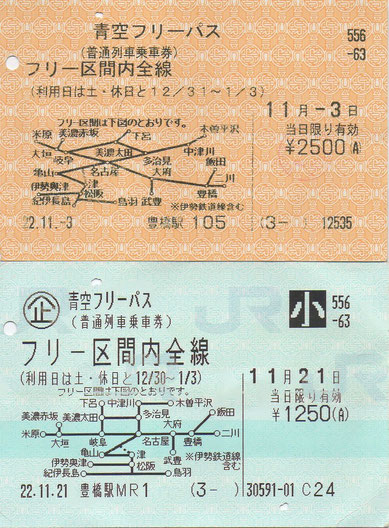 青空フリーパス
(普通列車乗車券)
556
-63
フリー区間内全線
(利用日は土・休日と12/31～1/3)
11月-3日
当日限り有効
￥2500(A)
フリー区間は下図のとおりです。
米原 美濃赤坂 下呂 木曽平沢
大垣 岐阜 美濃太田 中津川
多治見 飯田
亀山 名古屋 大府 二川
伊勢奥津 津 豊橋
松阪
紀伊長島 鳥羽 武豊 ※伊勢鉄道線含む
22.11.-3 豊橋駅105 (3- ) 12535
企
青空フリーパス
(普通列車乗車券)
小
556
-63
フリー区間内全線
(利用日は土・休日と12/30～1/3)
11月21日
当日限り有効
￥1250(A)
フリー区間は下図のとおりです。
下呂 中津川 木曽平沢
美濃赤坂 美濃太田 多治見 飯田
大府
米原 大垣 岐阜 名古屋 豊橋 二川
亀山 津
伊勢奥津 松阪 武豊 ※伊勢鉄道線
含む
紀伊長島 鳥羽
22.11.21 豊橋駅MR1 (3- ) 30591-01 C24